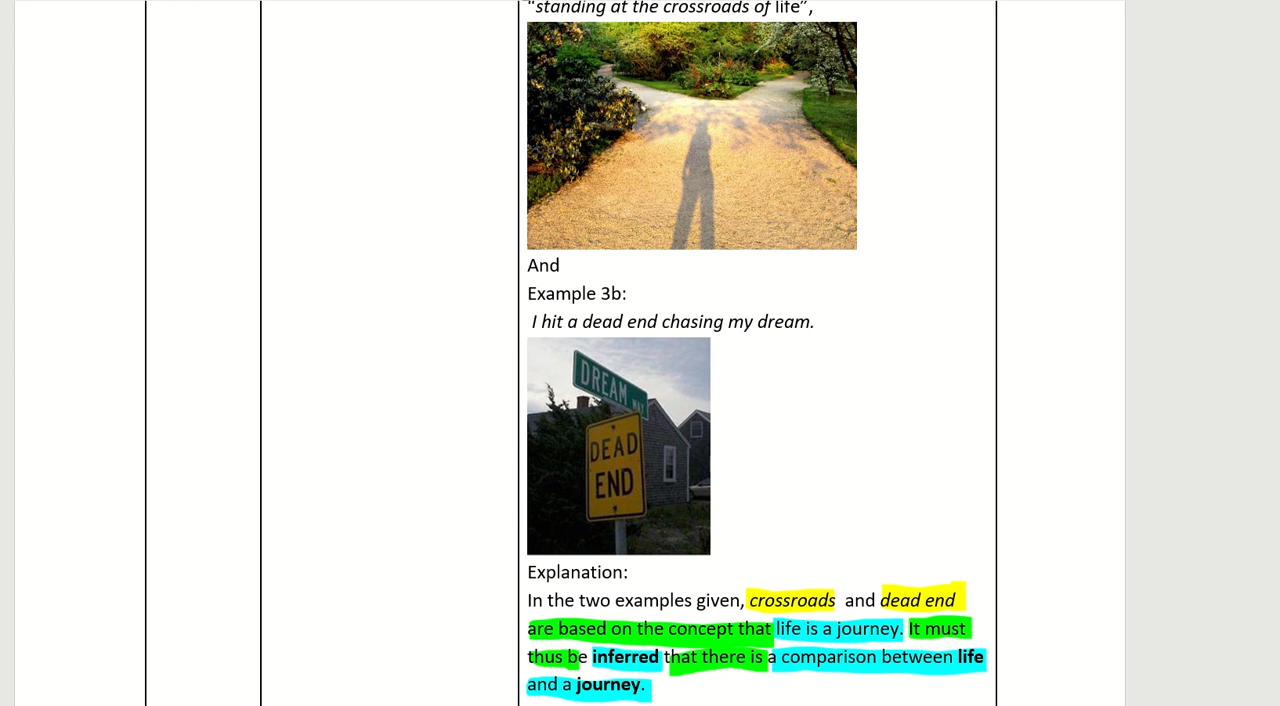 "standing at the crossroads of life",
And
Example 3b:
I hit a dead end chasing my dream.
DREAM WAY
DEAD
END
Explanation:
In the two examples given, crossroads and dead end
are based on the concept that life is a journey. It must
thus be inferred that there is a comparison between life
and a journey.